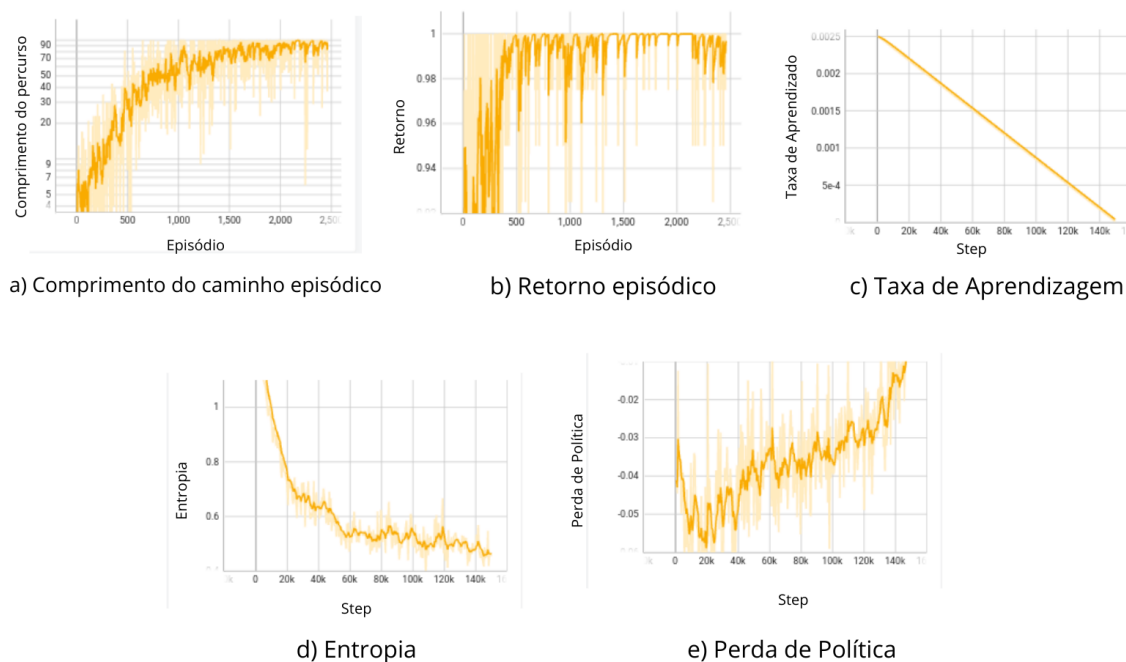 90
70
50
40
30
20
9
7
5
4
Comprimento do percurso
0 500 1,000 1,500 2,000 2,50
Episódio
a) Comprimento do caminho episódico
1
0.98
0.96
0.94
Retorno
0 500 1,000 1,500 2,000 2,50
Episódio
b) Retorno episódico
0.0025
0.002
0.0015
0.001
5e-4
0
Taxa de Aprendizado
0 20k 40k 60k 80k 100k 120k 140k
Step
c) Taxa de Aprendizagem
1
0.8
0.6
Entropia
0 20k 40k 60k 80k 100k 120k 140k
Step
d) Entropia
-0.02
-0.03
-0.04
-0.05
Perda de Política
0 20k 40k 60k 80k 100k 120k 140k
Step
e) Perda de Política